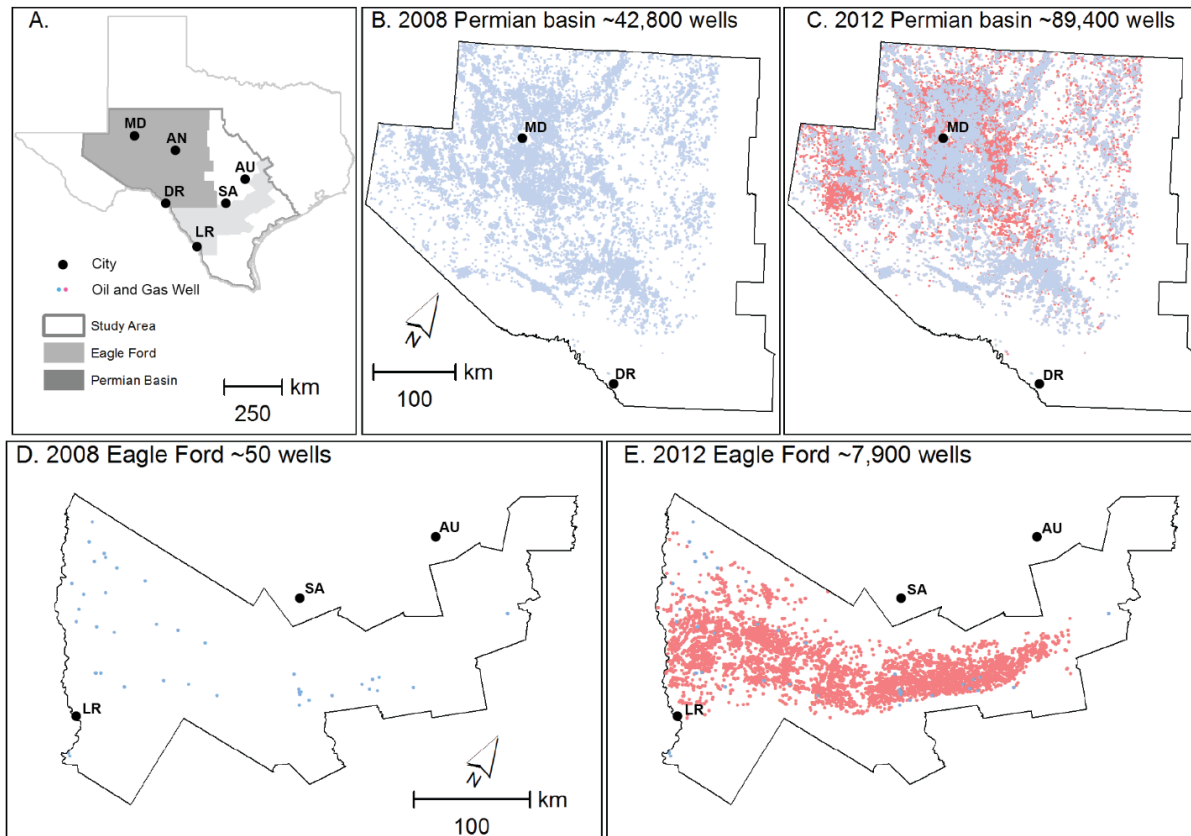 A.
MD
AN
AU
DR
SA
LR
City
Oil and Gas Well
Study Area
Eagle Ford
Permian Basin
km
250
B. 2008 Permian basin ~42,800 wells
MD
N
km
100
DR
C. 2012 Permian basin ~89,400 wells
MD
DR
D. 2008 Eagle Ford ~50 wells
AU
SA
LR
N
km
100
E. 2012 Eagle Ford ~7,900 wells
AU
SA
LR